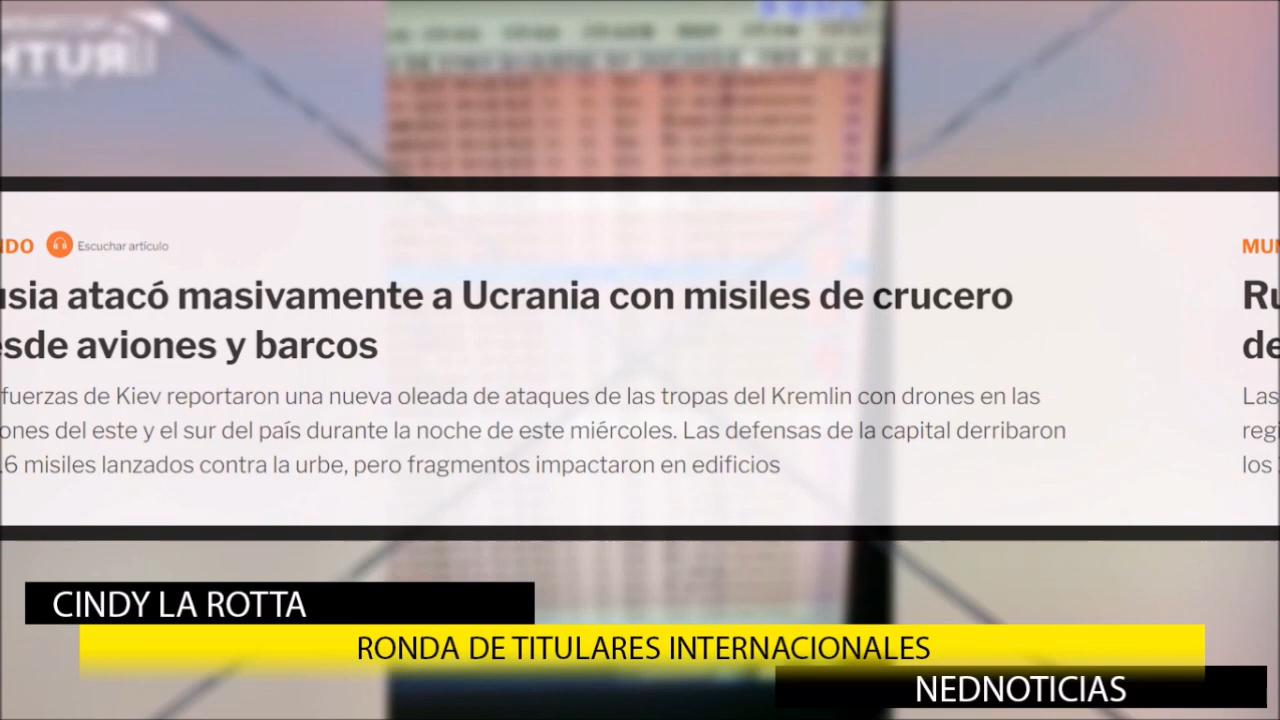 NTUR
NDO Escuchar artículo
usia atacó masivamente a Ucrania con misiles de crucero
esde aviones y barcos
fuerzas de Kiev reportaron una nueva oleada de ataques de las tropas del Kremlin con drones en las
ones del este y el sur del país durante la noche de este miércoles. Las defensas de la capital derribaron
6 misiles lanzados contra la urbe, pero fragmentos impactaron en edificios
MUN
Ru
de
Las
regi
los
CINDY LA ROTTA
RONDA DE TITULARES INTERNACIONALES
NEDNOTICIAS